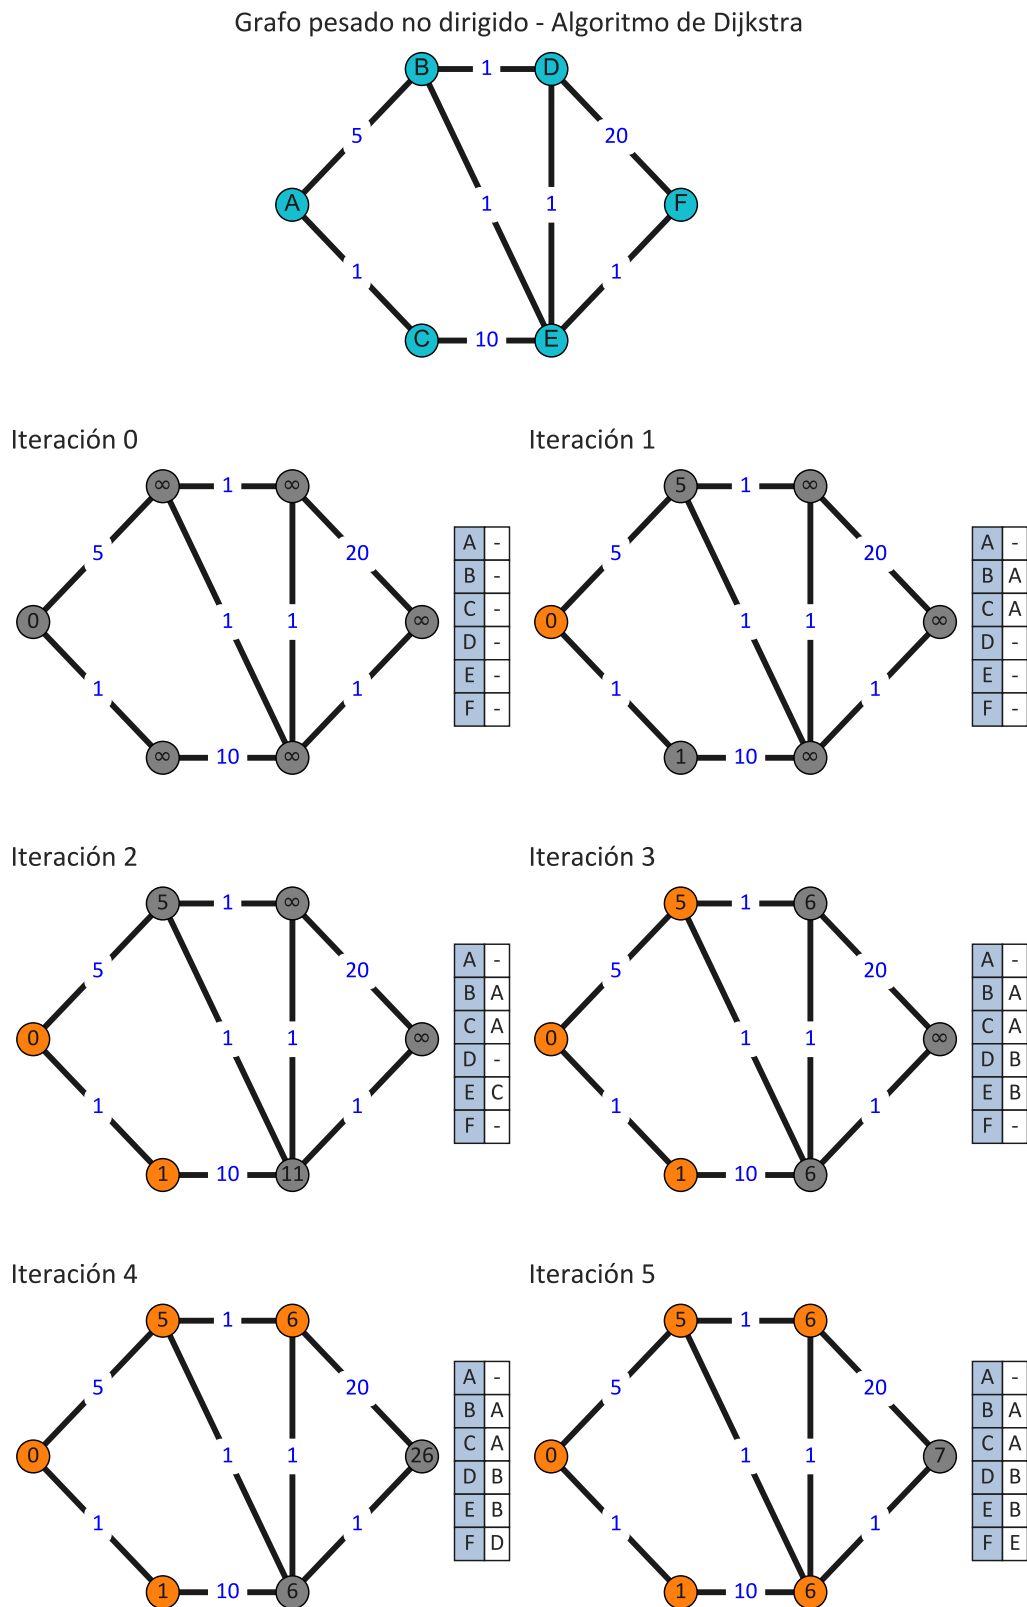 Grafo pesado no dirigido - Algoritmo de Dijkstra
B 1 D
5 20
A 1 1 F
1 1
C 10 E
Iteración 0
∞ 1 ∞
5 20
0 1 1 ∞
1 1
∞ 10 ∞
A -
B -
C -
D -
E -
F -
Iteración 1
5 1 ∞
5 20
0 1 1 ∞
1 1
1 10 ∞
A -
B A
C A
D -
E -
F -
Iteración 2
5 1 ∞
5 20
0 1 1 ∞
1 1
1 10 11
A -
B A
C A
D -
E C
F -
Iteración 3
5 1 6
5 20
0 1 1 ∞
1 1
1 10 6
A -
B A
C A
D B
E B
F -
Iteración 4
5 1 6
5 20
0 1 1 26
1 1
1 10 6
A -
B A
C A
D B
E B
F D
Iteración 5
5 1 6
5 20
0 1 1 7
1 1
1 10 6
A -
B A
C A
D B
E B
F E